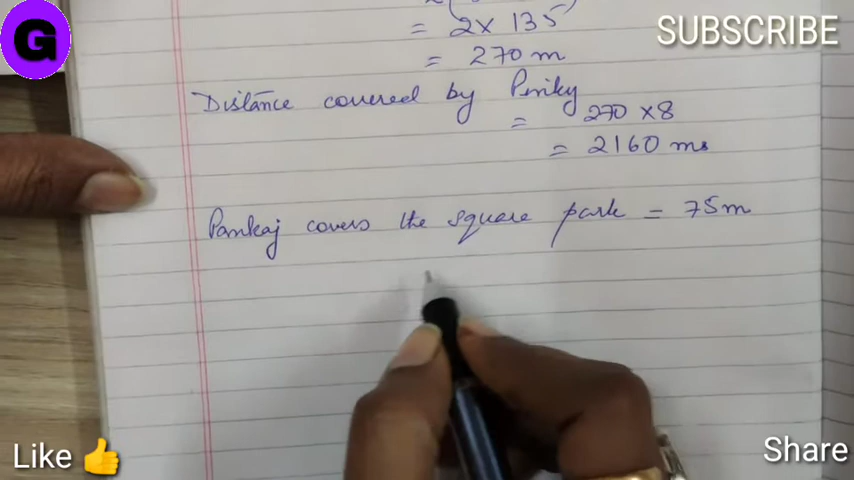 G
SUBSCRIBE
= 2 x 135
= 270 m
Distance covered by Pinky
= 270 x 8
= 2160 ms
Pankaj covers the square park = 75m
Like 👍
Share